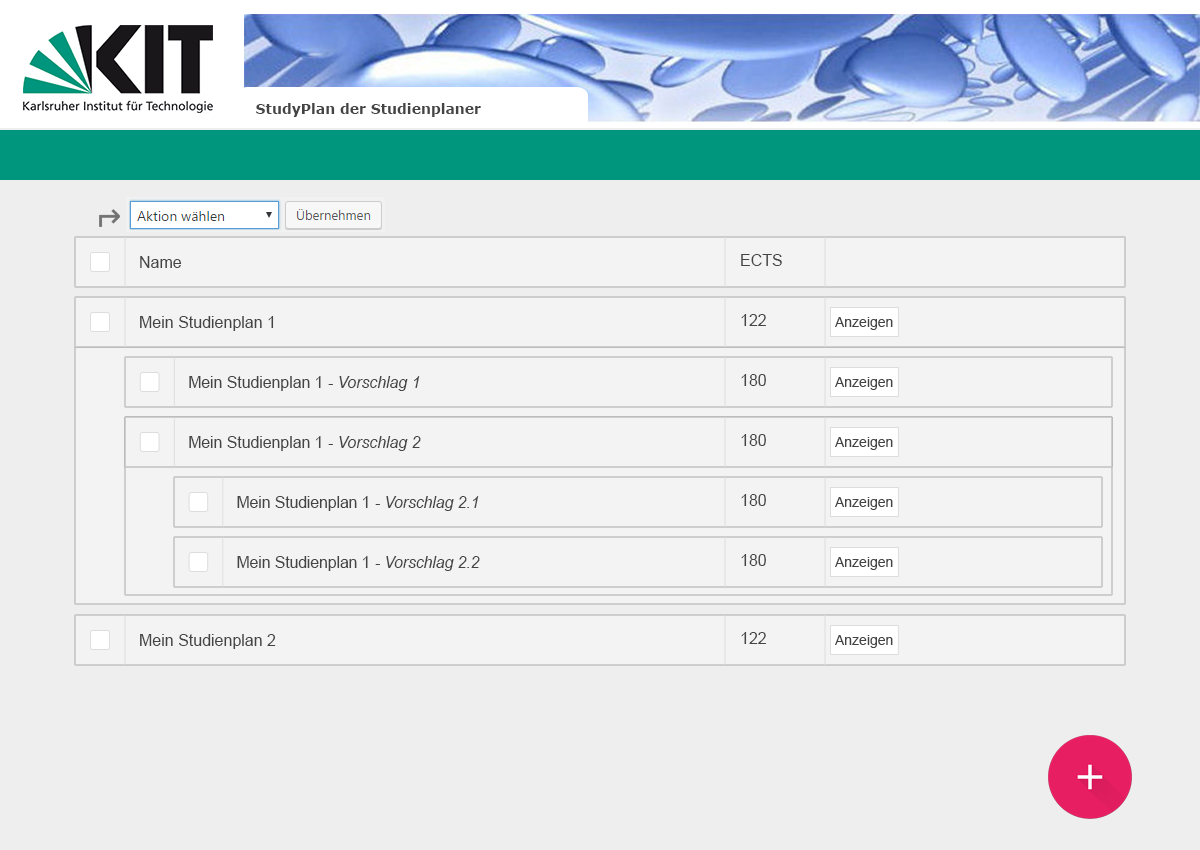 KIT
Karlsruher Institut für Technologie
StudyPlan der Studienplaner
Aktion wählen Übernehmen
Name ECTS
Mein Studienplan 1 122 Anzeigen
Mein Studienplan 1 - Vorschlag 1 180 Anzeigen
Mein Studienplan 1 - Vorschlag 2 180 Anzeigen
Mein Studienplan 1 - Vorschlag 2.1 180 Anzeigen
Mein Studienplan 1 - Vorschlag 2.2 180 Anzeigen
Mein Studienplan 2 122 Anzeigen
+